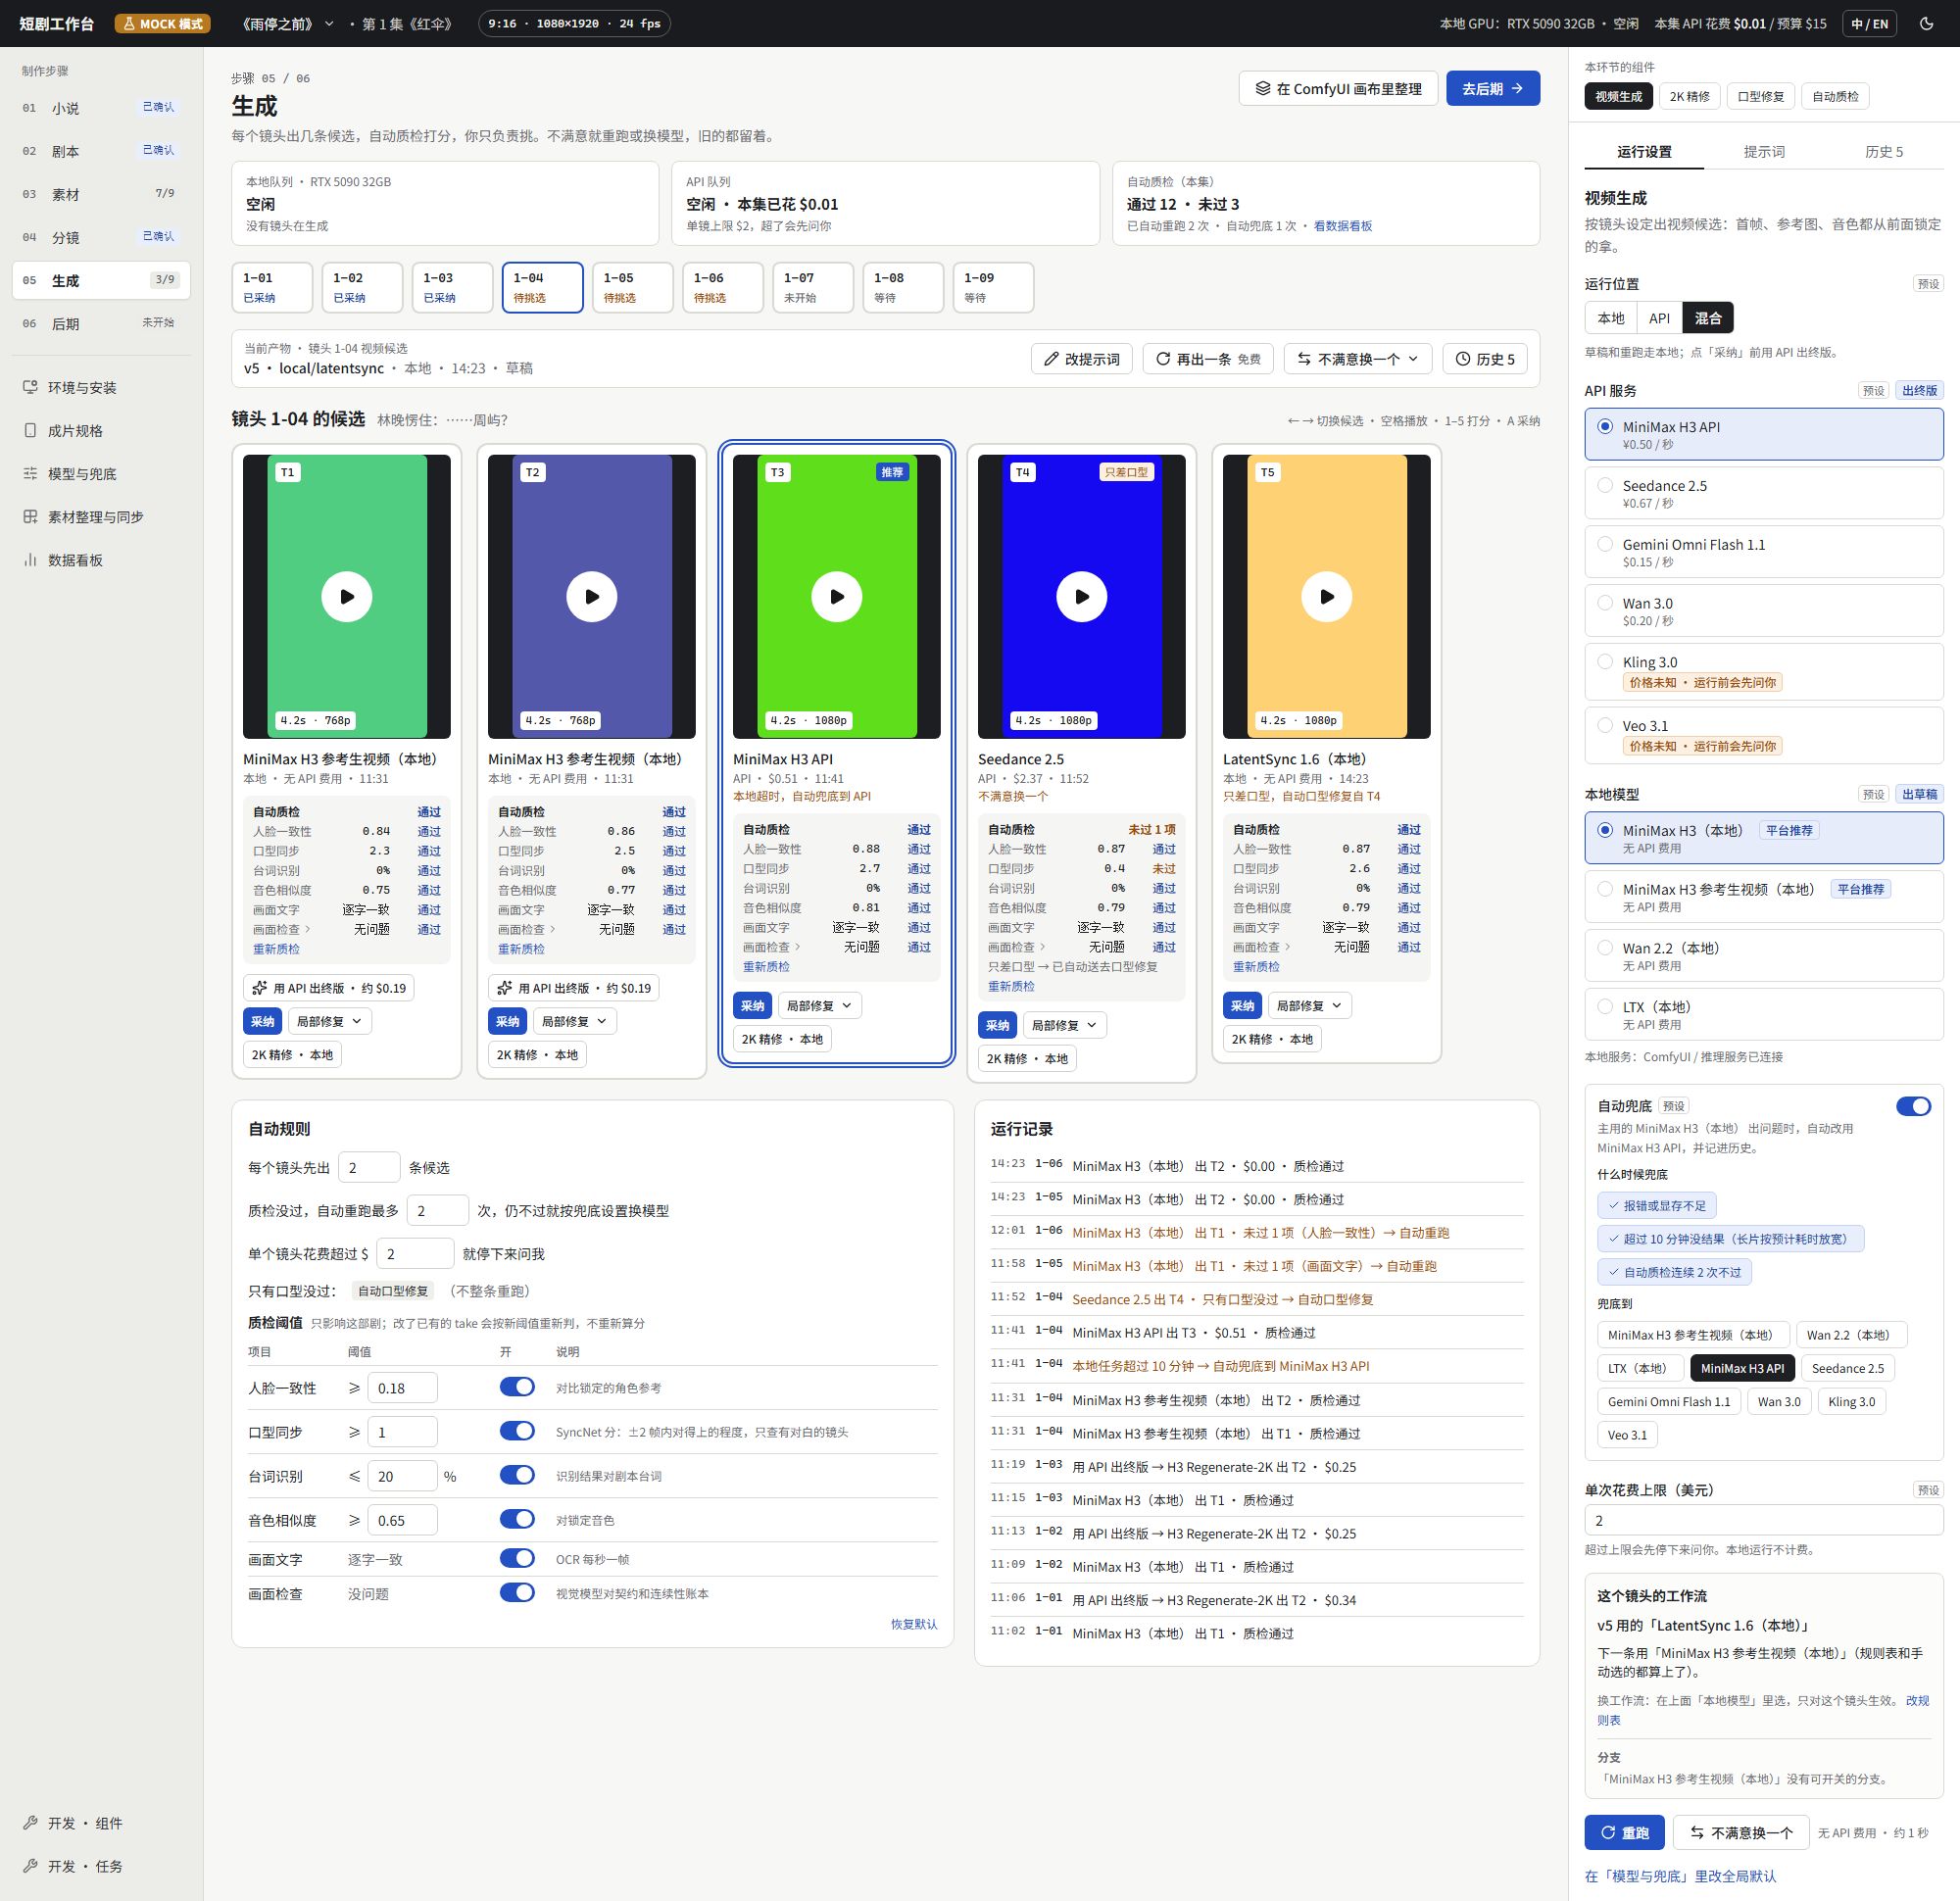 短剧工作台
MOCK 模式
《雨停之前》
· 第 1 集《红伞》
9:16 · 1080×1920 · 24 fps
本地 GPU：RTX 5090 32GB · 空闲
本集 API 花费 $0.01 / 预算 $15
中 / EN
制作步骤
01 小说 已确认
02 剧本 已确认
03 素材 7/9
04 分镜 已确认
05 生成 3/9
06 后期 未开始
环境与安装
成片规格
模型与兜底
素材整理与同步
数据看板
开发 · 组件
开发 · 任务
步骤 05 / 06
生成
每个镜头出几条候选，自动质检打分，你只负责挑。不满意就重跑或换模型，旧的都留着。
在 ComfyUI 画布里整理
去后期
本地队列 · RTX 5090 32GB
空闲
没有镜头在生成
API 队列
空闲 · 本集已花 $0.01
单镜上限 $2，超了会先问你
自动质检（本集）
通过 12 · 未过 3
已自动重跑 2 次 · 自动兜底 1 次 · 看数据看板
1-01 已采纳
1-02 已采纳
1-03 已采纳
1-04 待挑选
1-05 待挑选
1-06 待挑选
1-07 未开始
1-08 等待
1-09 等待
当前产物 · 镜头 1-04 视频候选
v5 · local/latentsync · 本地 · 14:23 · 草稿
改提示词
再出一条 免费
不满意换一个
历史 5
镜头 1-04 的候选 林晚愣住：……周屿？
←→ 切换候选 · 空格播放 · 1–5 打分 · A 采纳
T1
4.2s · 768p
MiniMax H3 参考生视频（本地）
本地 · 无 API 费用 · 11:31
自动质检 通过
人脸一致性 0.84 通过
口型同步 2.3 通过
台词识别 0% 通过
音色相似度 0.75 通过
画面文字 逐字一致 通过
画面检查 › 无问题 通过
重新质检
用 API 出终版 · 约 $0.19
采纳
局部修复
2K 精修 · 本地
T2
4.2s · 768p
MiniMax H3 参考生视频（本地）
本地 · 无 API 费用 · 11:31
自动质检 通过
人脸一致性 0.86 通过
口型同步 2.5 通过
台词识别 0% 通过
音色相似度 0.77 通过
画面文字 逐字一致 通过
画面检查 › 无问题 通过
重新质检
用 API 出终版 · 约 $0.19
采纳
局部修复
2K 精修 · 本地
T3
推荐
4.2s · 1080p
MiniMax H3 API
API · $0.51 · 11:41
本地超时，自动兜底到 API
自动质检 通过
人脸一致性 0.88 通过
口型同步 2.7 通过
台词识别 0% 通过
音色相似度 0.81 通过
画面文字 逐字一致 通过
画面检查 › 无问题 通过
重新质检
采纳
局部修复
2K 精修 · 本地
T4
只差口型
4.2s · 1080p
Seedance 2.5
API · $2.37 · 11:52
不满意换一个
自动质检 未过 1 项
人脸一致性 0.87 通过
口型同步 0.4 未过
台词识别 0% 通过
音色相似度 0.79 通过
画面文字 逐字一致 通过
画面检查 › 无问题 通过
只差口型 → 已自动送去口型修复
重新质检
采纳
局部修复
2K 精修 · 本地
T5
4.2s · 1080p
LatentSync 1.6（本地）
本地 · 无 API 费用 · 14:23
只差口型，自动口型修复自 T4
自动质检 通过
人脸一致性 0.87 通过
口型同步 2.6 通过
台词识别 0% 通过
音色相似度 0.79 通过
画面文字 逐字一致 通过
画面检查 › 无问题 通过
重新质检
采纳
局部修复
2K 精修 · 本地
自动规则
每个镜头先出 2 条候选
质检没过，自动重跑最多 2 次，仍不过就按兜底设置换模型
单个镜头花费超过 $ 2 就停下来问我
只有口型没过： 自动口型修复 （不整条重跑）
质检阈值 只影响这部剧；改了已有的 take 会按新阈值重新判，不重新算分
项目 阈值 开 说明
人脸一致性 ≥ 0.18 对比锁定的角色参考
口型同步 ≥ 1 SyncNet 分：±2 帧内对得上的程度，只查有对白的镜头
台词识别 ≤ 20 % 识别结果对剧本台词
音色相似度 ≥ 0.65 对锁定音色
画面文字 逐字一致 OCR 每秒一帧
画面检查 没问题 视觉模型对契约和连续性账本
恢复默认
运行记录
14:23 1-06 MiniMax H3（本地） 出 T2 · $0.00 · 质检通过
14:23 1-05 MiniMax H3（本地） 出 T2 · $0.00 · 质检通过
12:01 1-06 MiniMax H3（本地） 出 T1 · 未过 1 项（人脸一致性）→ 自动重跑
11:58 1-05 MiniMax H3（本地） 出 T1 · 未过 1 项（画面文字）→ 自动重跑
11:52 1-04 Seedance 2.5 出 T4 · 只有口型没过 → 自动口型修复
11:41 1-04 MiniMax H3 API 出 T3 · $0.51 · 质检通过
11:41 1-04 本地任务超过 10 分钟 → 自动兜底到 MiniMax H3 API
11:31 1-04 MiniMax H3 参考生视频（本地） 出 T2 · 质检通过
11:31 1-04 MiniMax H3 参考生视频（本地） 出 T1 · 质检通过
11:19 1-03 用 API 出终版 → H3 Regenerate-2K 出 T2 · $0.25
11:15 1-03 MiniMax H3（本地） 出 T1 · 质检通过
11:13 1-02 用 API 出终版 → H3 Regenerate-2K 出 T2 · $0.25
11:09 1-02 MiniMax H3（本地） 出 T1 · 质检通过
11:06 1-01 用 API 出终版 → H3 Regenerate-2K 出 T2 · $0.34
11:02 1-01 MiniMax H3（本地） 出 T1 · 质检通过
本环节的组件
视频生成
2K 精修
口型修复
自动质检
运行设置
提示词
历史 5
视频生成
按镜头设定出视频候选：首帧、参考图、音色都从前面锁定
的拿。
运行位置 预设
本地
API
混合
草稿和重跑走本地；点「采纳」前用 API 出终版。
API 服务 预设 出终版
MiniMax H3 API
¥0.50 / 秒
Seedance 2.5
¥0.67 / 秒
Gemini Omni Flash 1.1
$0.15 / 秒
Wan 3.0
$0.20 / 秒
Kling 3.0
价格未知 · 运行前会先问你
Veo 3.1
价格未知 · 运行前会先问你
本地模型 预设 出草稿
MiniMax H3（本地） 平台推荐
无 API 费用
MiniMax H3 参考生视频（本地） 平台推荐
无 API 费用
Wan 2.2（本地）
无 API 费用
LTX（本地）
无 API 费用
本地服务：ComfyUI / 推理服务已连接
自动兜底 预设
主用的 MiniMax H3（本地） 出问题时，自动改用
MiniMax H3 API，并记进历史。
什么时候兜底
报错或显存不足
超过 10 分钟没结果（长片按预计耗时放宽）
自动质检连续 2 次不过
兜底到
MiniMax H3 参考生视频（本地）
Wan 2.2（本地）
LTX（本地）
MiniMax H3 API
Seedance 2.5
Gemini Omni Flash 1.1
Wan 3.0
Kling 3.0
Veo 3.1
单次花费上限（美元） 预设
2
超过上限会先停下来问你。本地运行不计费。
这个镜头的工作流
v5 用的「LatentSync 1.6（本地）」
下一条用「MiniMax H3 参考生视频（本地）」（规则表和手
动选的都算上了）。
换工作流：在上面「本地模型」里选，只对这个镜头生效。 改规
则表
分支
「MiniMax H3 参考生视频（本地）」没有可开关的分支。
重跑
不满意换一个
无 API 费用 · 约 1 秒
在「模型与兜底」里改全局默认